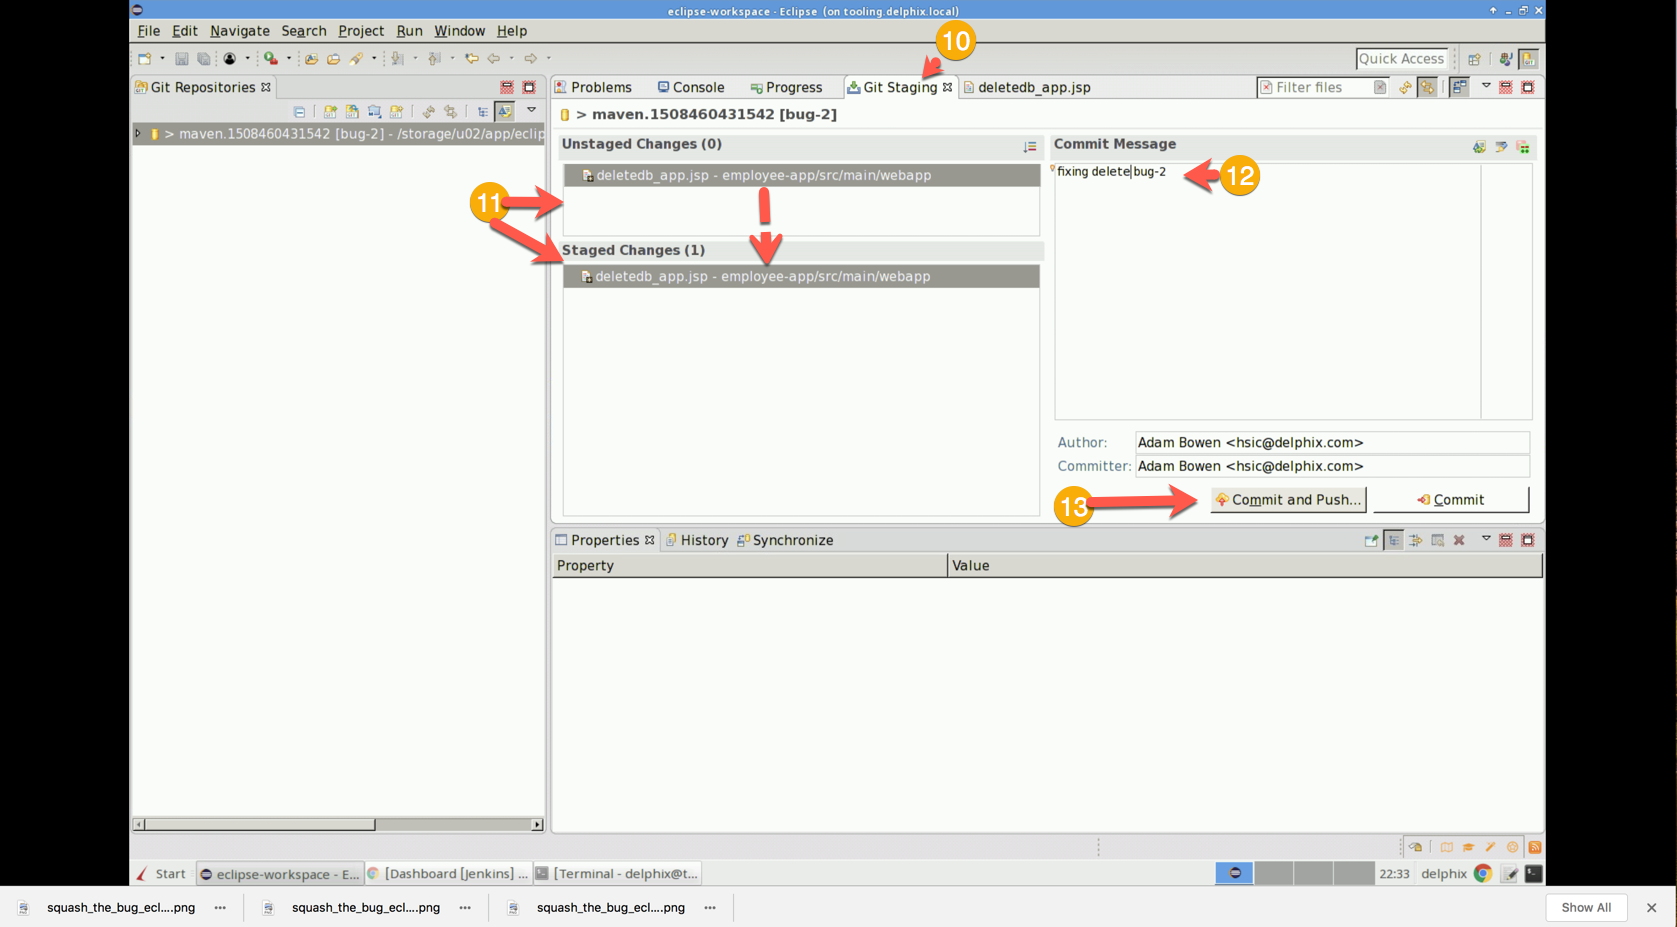 eclipse-workspace - Eclipse (on tooling.delphix.local)
File Edit Navigate Search Project Run Window Help
10
Quick Access
Git Repositories
Problems Console Progress Git Staging deletedb_app.jsp
Filter files
> maven.1508460431542 [bug-2]
> maven.1508460431542 [bug-2] - /storage/u02/app/eclip
Unstaged Changes (0)
Commit Message
deletedb_app.jsp - employee-app/src/main/webapp
fixing delete bug-2
12
11
Staged Changes (1)
deletedb_app.jsp - employee-app/src/main/webapp
Author: Adam Bowen <hsic@delphix.com>
Committer: Adam Bowen <hsic@delphix.com>
13
Commit and Push...
Commit
Properties History Synchronize
Property Value
Start
eclipse-workspace - E...
[Dashboard [Jenkins] ...
[Terminal - delphix@t...
22:33 delphix
squash_the_bug_ecl....png
squash_the_bug_ecl....png
squash_the_bug_ecl....png
Show All